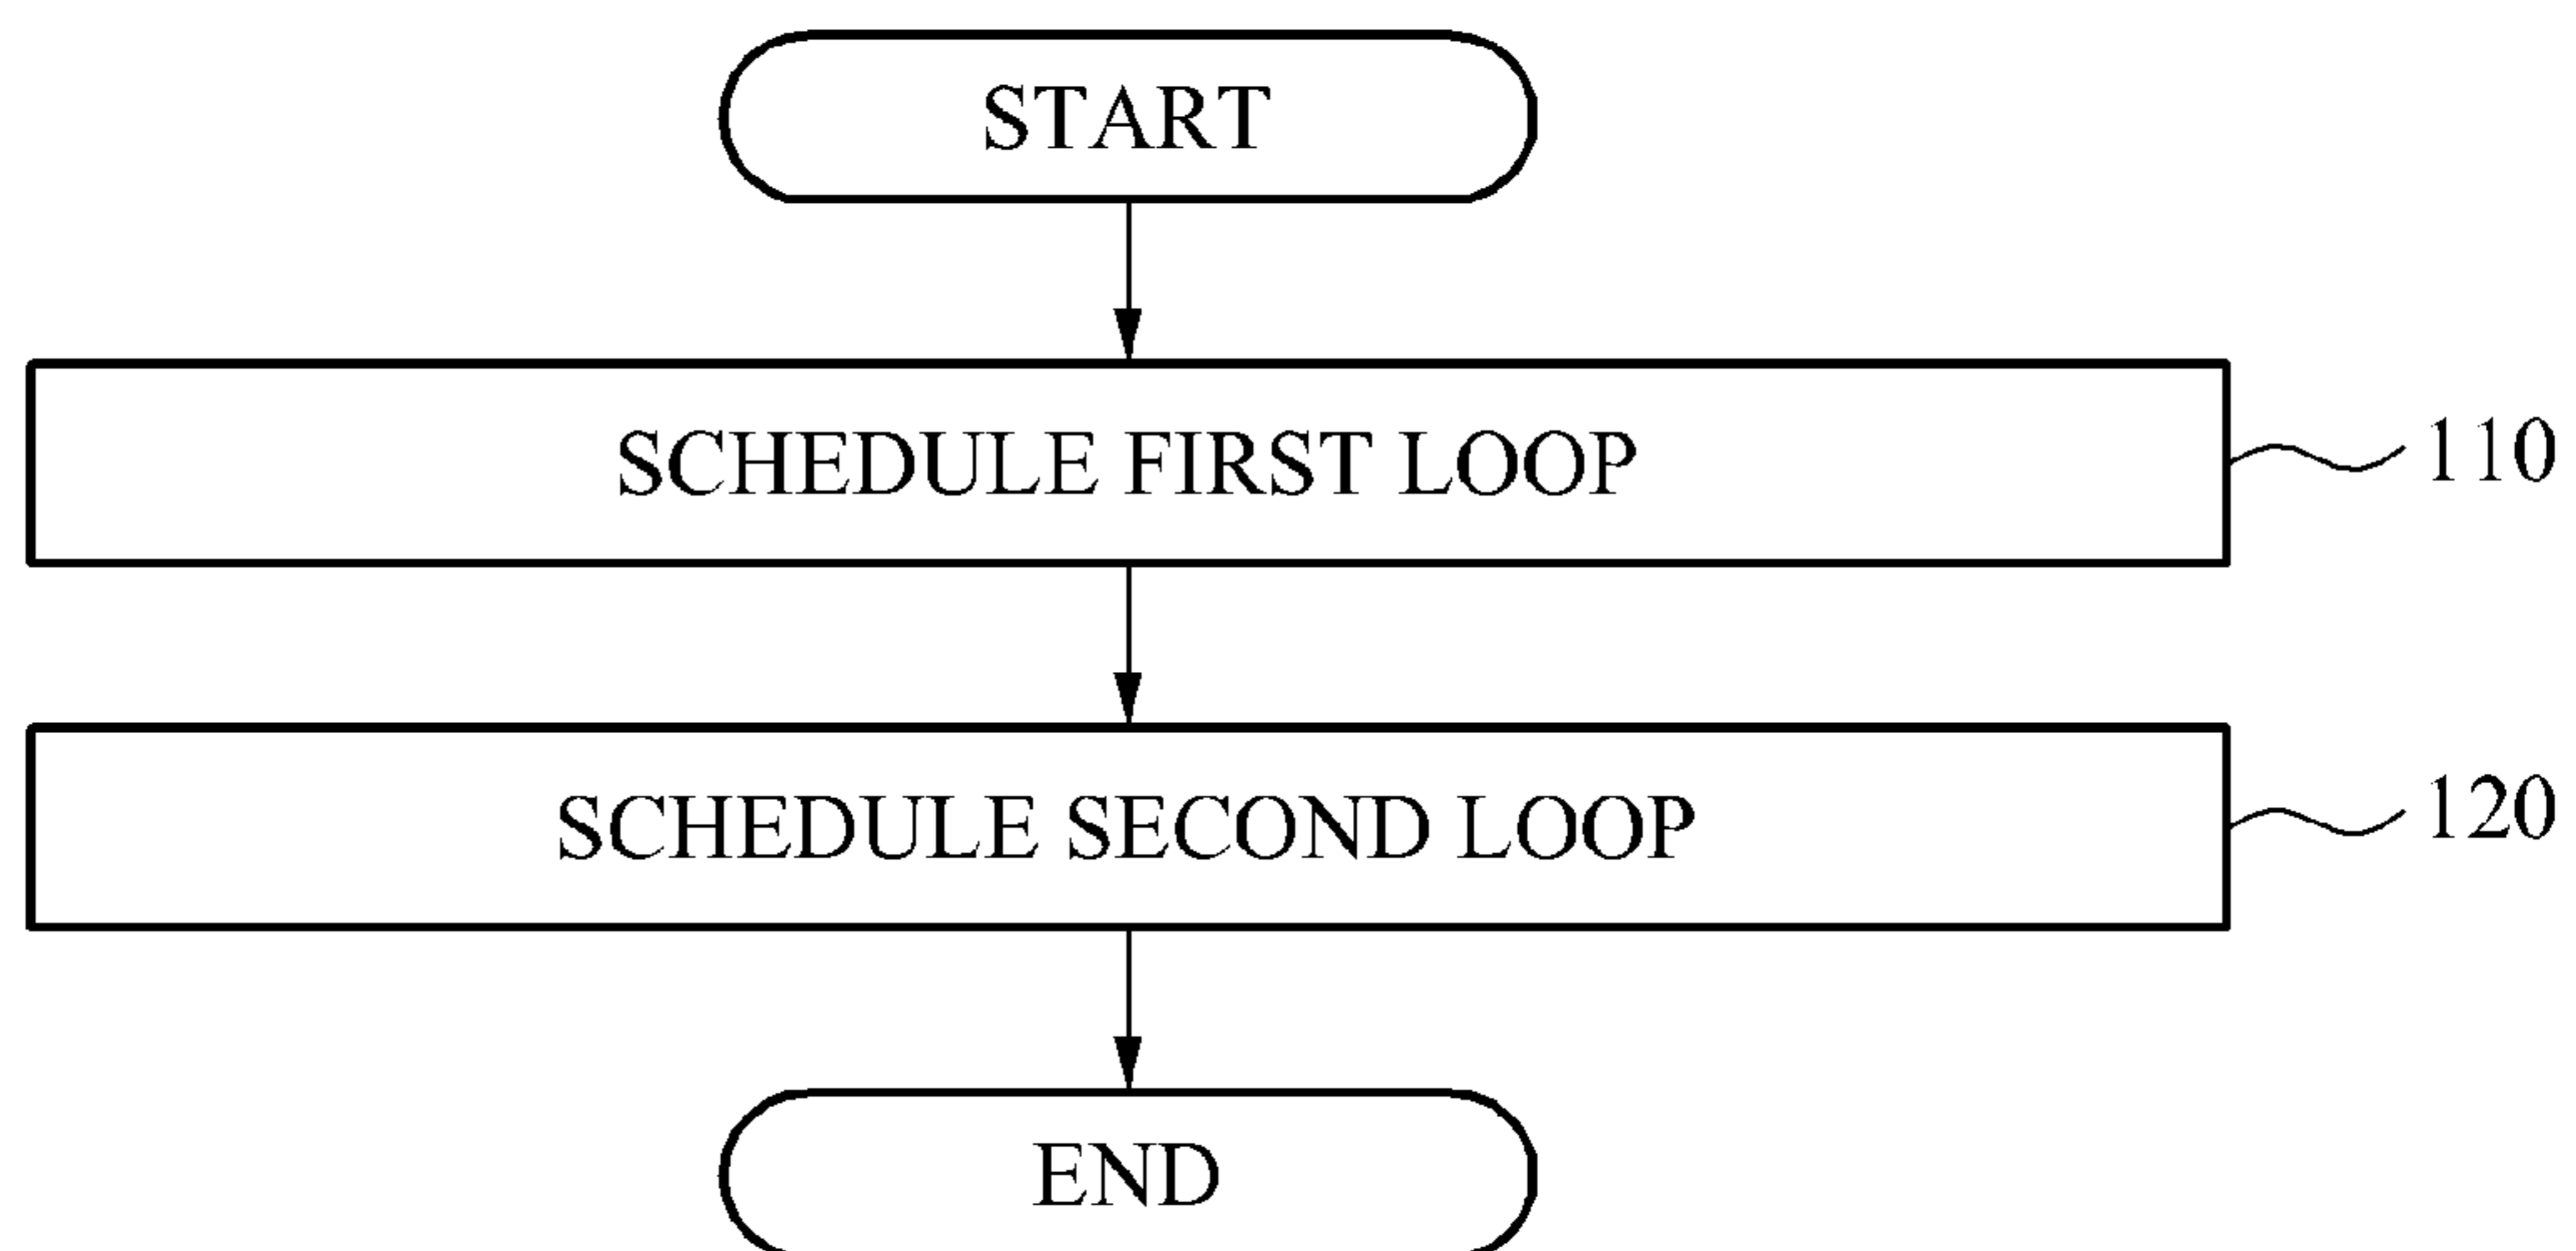 START
SCHEDULE FIRST LOOP
110
SCHEDULE SECOND LOOP
120
END